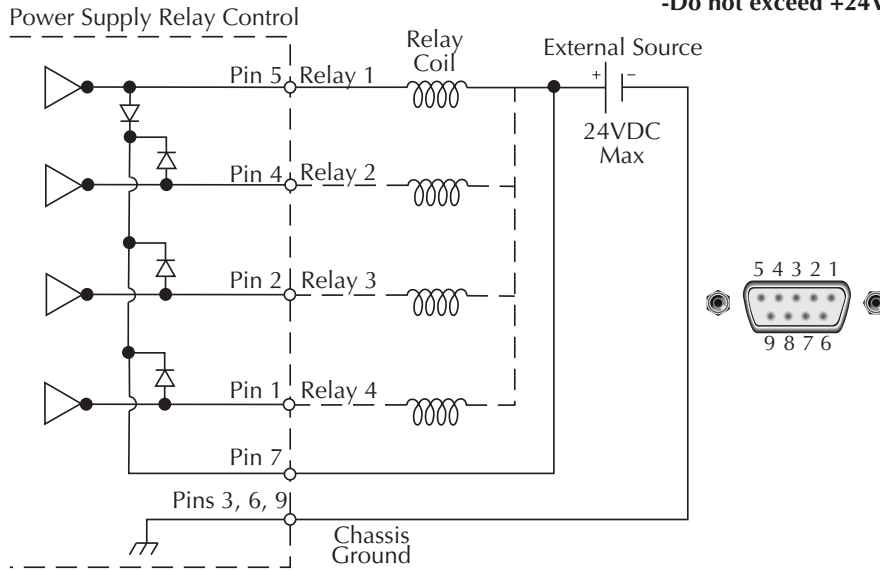 -Do not exceed +24V
Power Supply Relay Control
Relay
Coil
External Source
+ −
24VDC
Max
Pin 5 Relay 1
Pin 4 Relay 2
Pin 2 Relay 3
Pin 1 Relay 4
Pin 7
Pins 3, 6, 9
Chassis
Ground
5 4 3 2 1
9 8 7 6